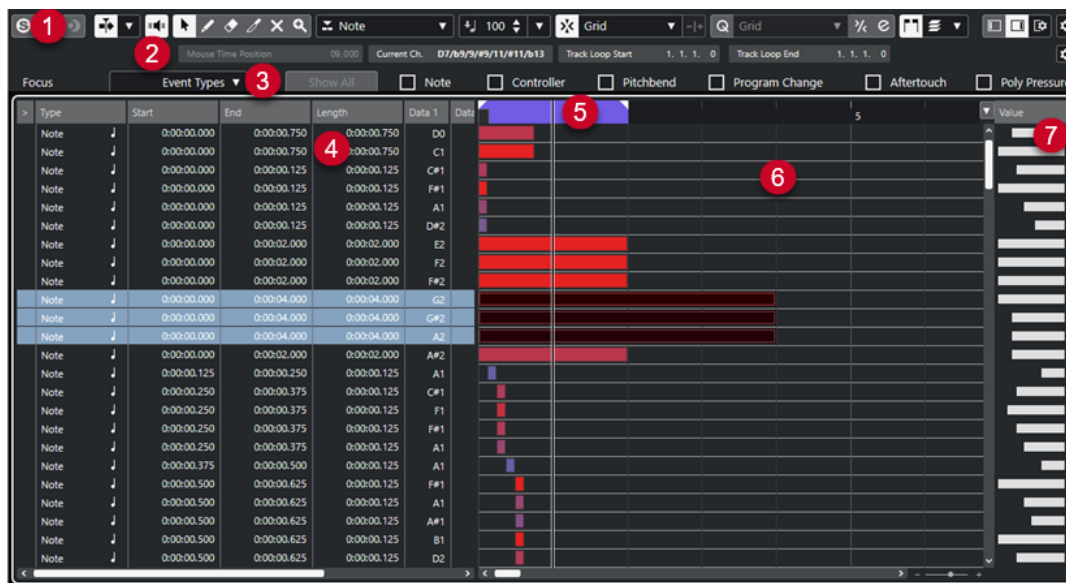 S 1 Note 100 Grid Q Grid e
2 Mouse Time Position 09.000 Current Ch. D7/b9/9/#9/11/#11/b13 Track Loop Start 1. 1. 1. 0 Track Loop End 1. 1. 1. 0
Focus Event Types 3 Show All Note Controller Pitchbend Program Change Aftertouch Poly Pressure
> Type Start End Length Data 1 Data 5 5 Value
Note 0:00:00.000 0:00:00.750 0:00:00.750 D0 7
Note 0:00:00.000 0:00:00.750 4 0:00:00.750 C1
Note 0:00:00.000 0:00:00.125 0:00:00.125 C#1
Note 0:00:00.000 0:00:00.125 0:00:00.125 F#1 6
Note 0:00:00.000 0:00:00.125 0:00:00.125 A1
Note 0:00:00.000 0:00:00.125 0:00:00.125 D#2
Note 0:00:00.000 0:00:02.000 0:00:02.000 E2
Note 0:00:00.000 0:00:02.000 0:00:02.000 F2
Note 0:00:00.000 0:00:02.000 0:00:02.000 F#2
Note 0:00:00.000 0:00:04.000 0:00:04.000 G2
Note 0:00:00.000 0:00:04.000 0:00:04.000 G#2
Note 0:00:00.000 0:00:04.000 0:00:04.000 A2
Note 0:00:00.000 0:00:02.000 0:00:02.000 A#2
Note 0:00:00.125 0:00:00.250 0:00:00.125 A1
Note 0:00:00.250 0:00:00.375 0:00:00.125 C#1
Note 0:00:00.250 0:00:00.375 0:00:00.125 F1
Note 0:00:00.250 0:00:00.375 0:00:00.125 F#1
Note 0:00:00.250 0:00:00.375 0:00:00.125 A1
Note 0:00:00.375 0:00:00.500 0:00:00.125 A1
Note 0:00:00.500 0:00:00.625 0:00:00.125 F#1
Note 0:00:00.500 0:00:00.625 0:00:00.125 A1
Note 0:00:00.500 0:00:00.625 0:00:00.125 A#1
Note 0:00:00.500 0:00:00.625 0:00:00.125 B1
Note 0:00:00.500 0:00:00.625 0:00:00.125 D2